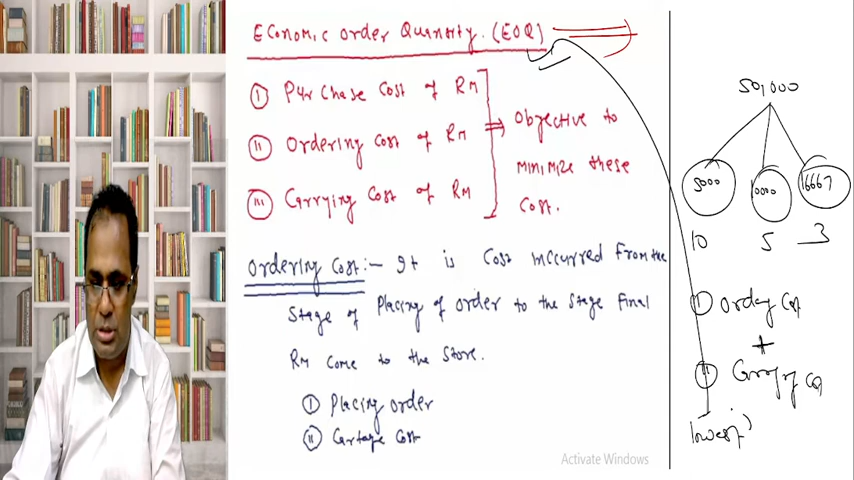 Economic Order Quantity. (EOQ)
I Purchase Cost of RM
II Ordering Cost of RM
III Carrying Cost of RM
Objective to
minimize these
Cost.
Ordering Cost:- It is Cost inccurred from the
Stage of Placing of order to the Stage Final
RM Come to the Store.
I Placing order
II Cartage Cost
50,000
5000 10000 16667
10 5 3
I Orderg Cost
+
II Carryg Cost
lowest
Activate Windows